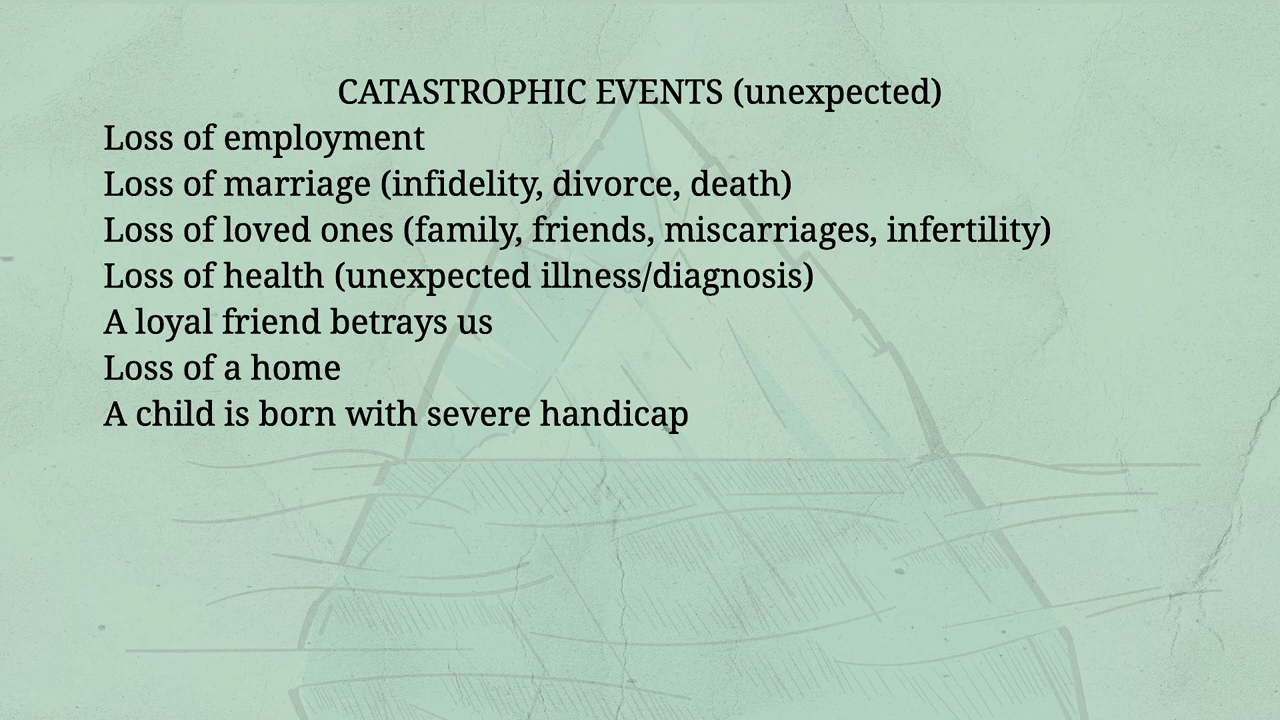 CATASTROPHIC EVENTS (unexpected)
Loss of employment
Loss of marriage (infidelity, divorce, death)
Loss of loved ones (family, friends, miscarriages, infertility)
Loss of health (unexpected illness/diagnosis)
A loyal friend betrays us
Loss of a home
A child is born with severe handicap